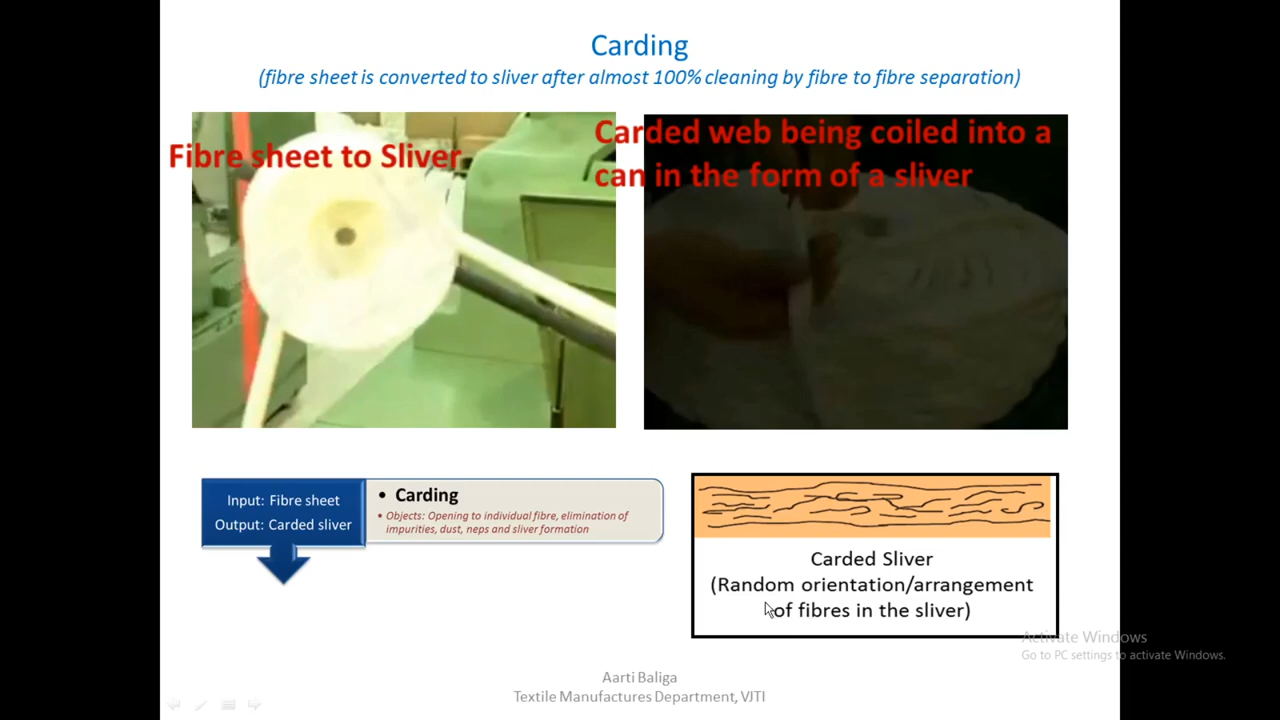 Carding
(fibre sheet is converted to sliver after almost 100% cleaning by fibre to fibre separation)
Fibre sheet to Sliver
Carded web being coiled into a
can in the form of a sliver
Input: Fibre sheet
Output: Carded sliver
• Carding
• Objects: Opening to individual fibre, elimination of
impurities, dust, neps and sliver formation
Carded Sliver
(Random orientation/arrangement
of fibres in the sliver)
Activate Windows
Go to PC settings to activate Windows.
Aarti Baliga
Textile Manufactures Department, VJTI